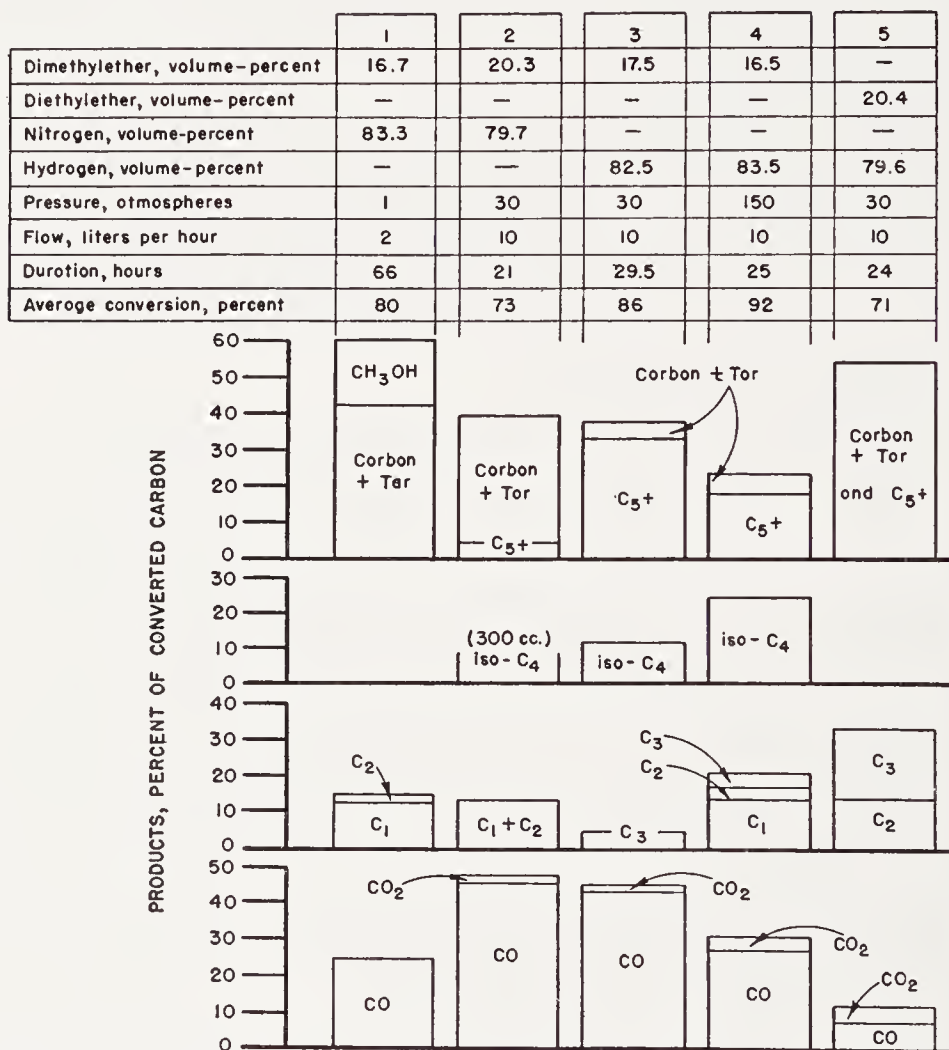 1 2 3 4 5
Dimethylether, volume-percent 16.7 20.3 17.5 16.5 —
Diethylether, volume-percent — — — — 20.4
Nitrogen, volume-percent 83.3 79.7 — — —
Hydrogen, volume-percent — — 82.5 83.5 79.6
Pressure, otmospheres 1 30 30 150 30
Flow, liters per hour 2 10 10 10 10
Durotion, hours 66 21 29.5 25 24
Averoge conversion, percent 80 73 86 92 71
PRODUCTS, PERCENT OF CONVERTED CARBON
60
50
40
30
20
10
0
CH₃OH
Corbon
+ Tar
Corbon
+ Tor
C₅+
Corbon + Tor
C₅+
C₅+
Corbon
+ Tor
ond C₅+
30
20
10
0
(300 cc.)
iso-C₄
iso-C₄
iso-C₄
40
30
20
10
0
C₂
C₁
C₁+C₂
C₃
C₃
C₂
C₁
C₃
C₂
50
40
30
20
10
0
CO
CO₂
CO
CO₂
CO
CO₂
CO
CO₂
CO